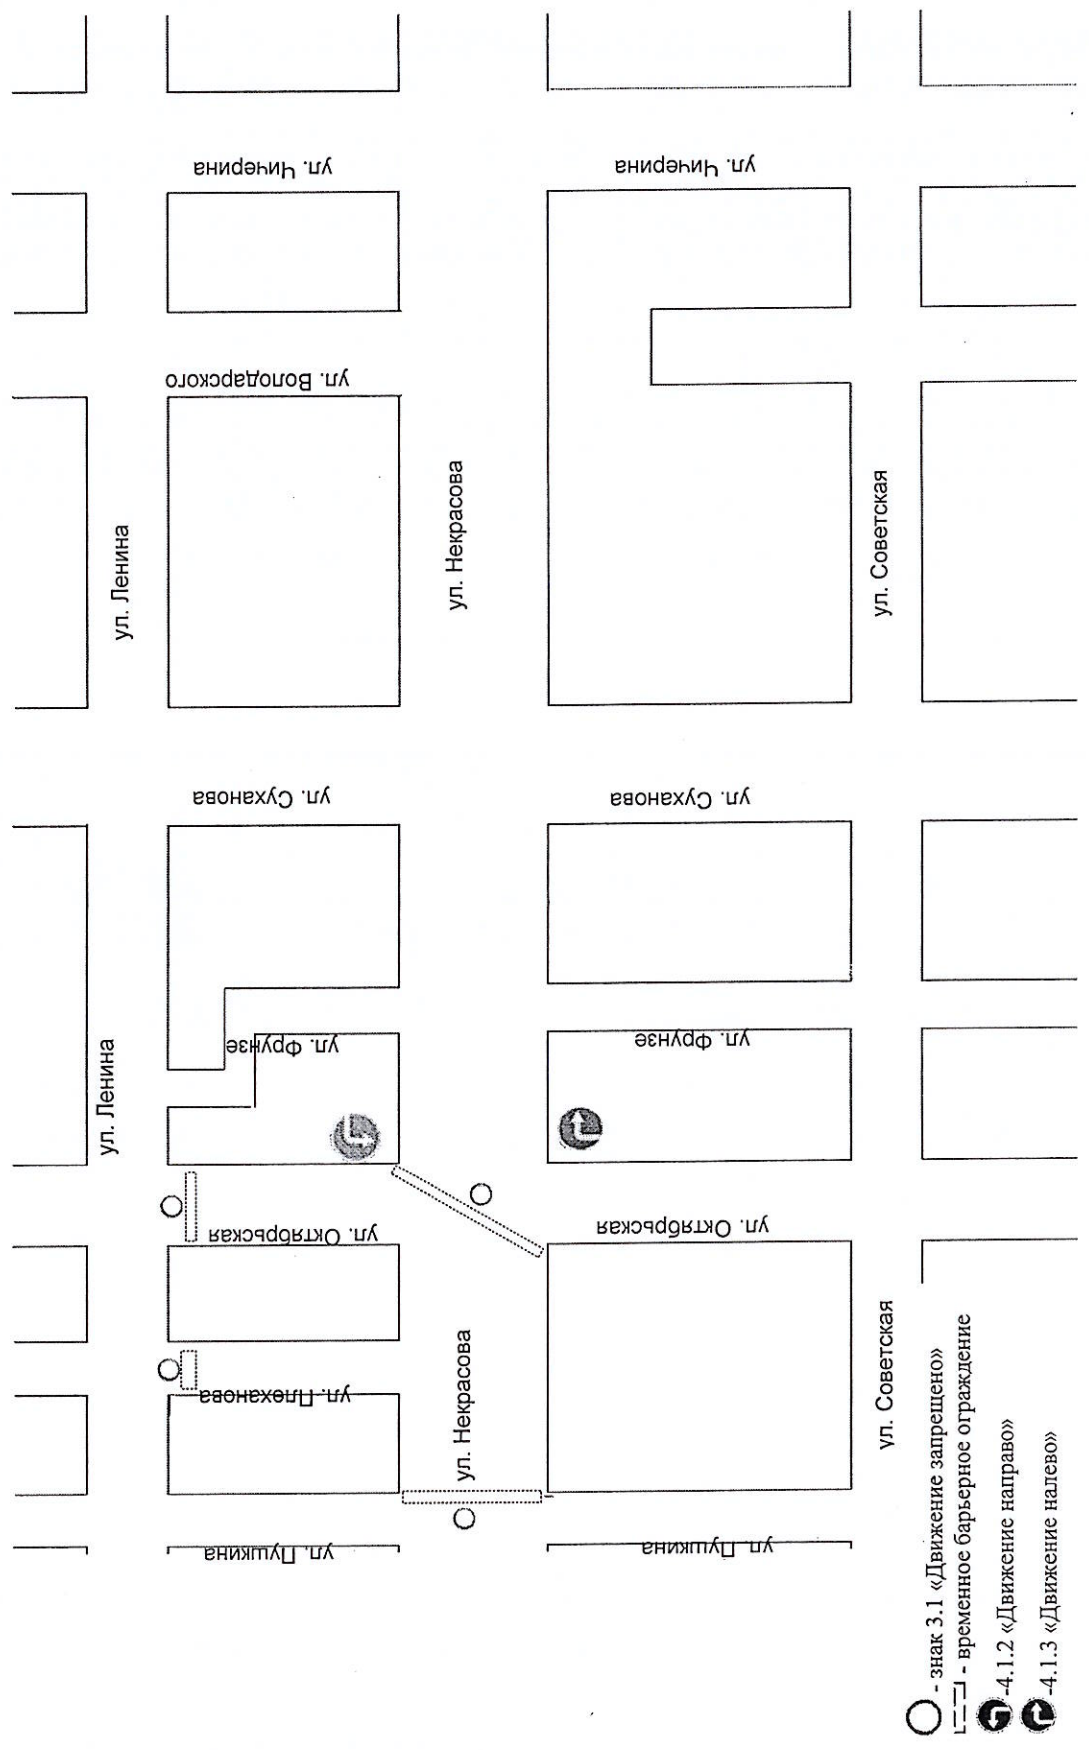 ул. Чичерина
ул. Чичерина
ул. Володарского
ул. Ленина
ул. Некрасова
ул. Советская
ул. Суханова
ул. Суханова
ул. Ленина
ул. Фрунзе
ул. Фрунзе
ул. Октябрьская
ул. Октябрьская
ул. Плеханова
ул. Некрасова
ул. Советская
ул. Пушкина
ул. Пушкина
- знак 3.1 «Движение запрещено»
- временное барьерное ограждение
-4.1.2 «Движение направо»
-4.1.3 «Движение налево»